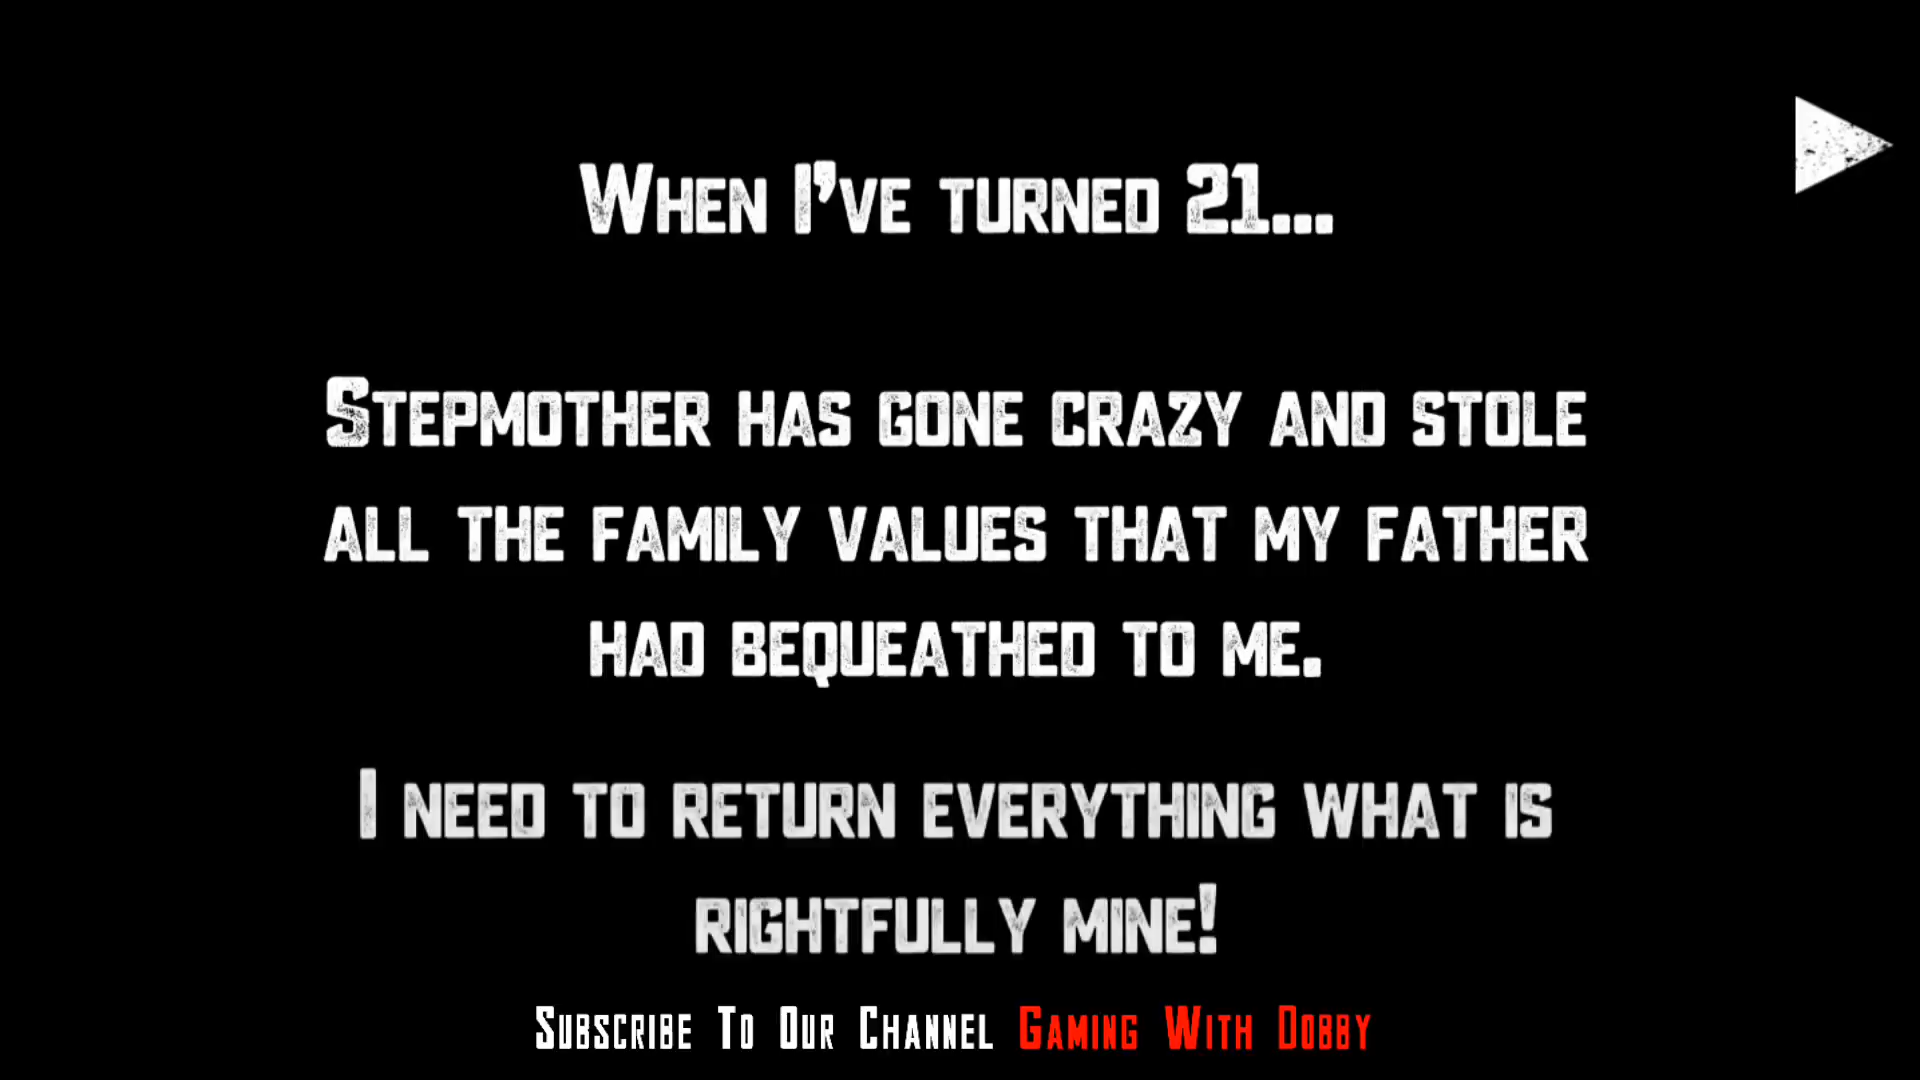 When I've turned 21...
Stepmother has gone crazy and stole
all the family values that my father
had bequeathed to me.
I need to return everything what is
rightfully mine!
Subscribe To Our Channel Gaming With Dobby